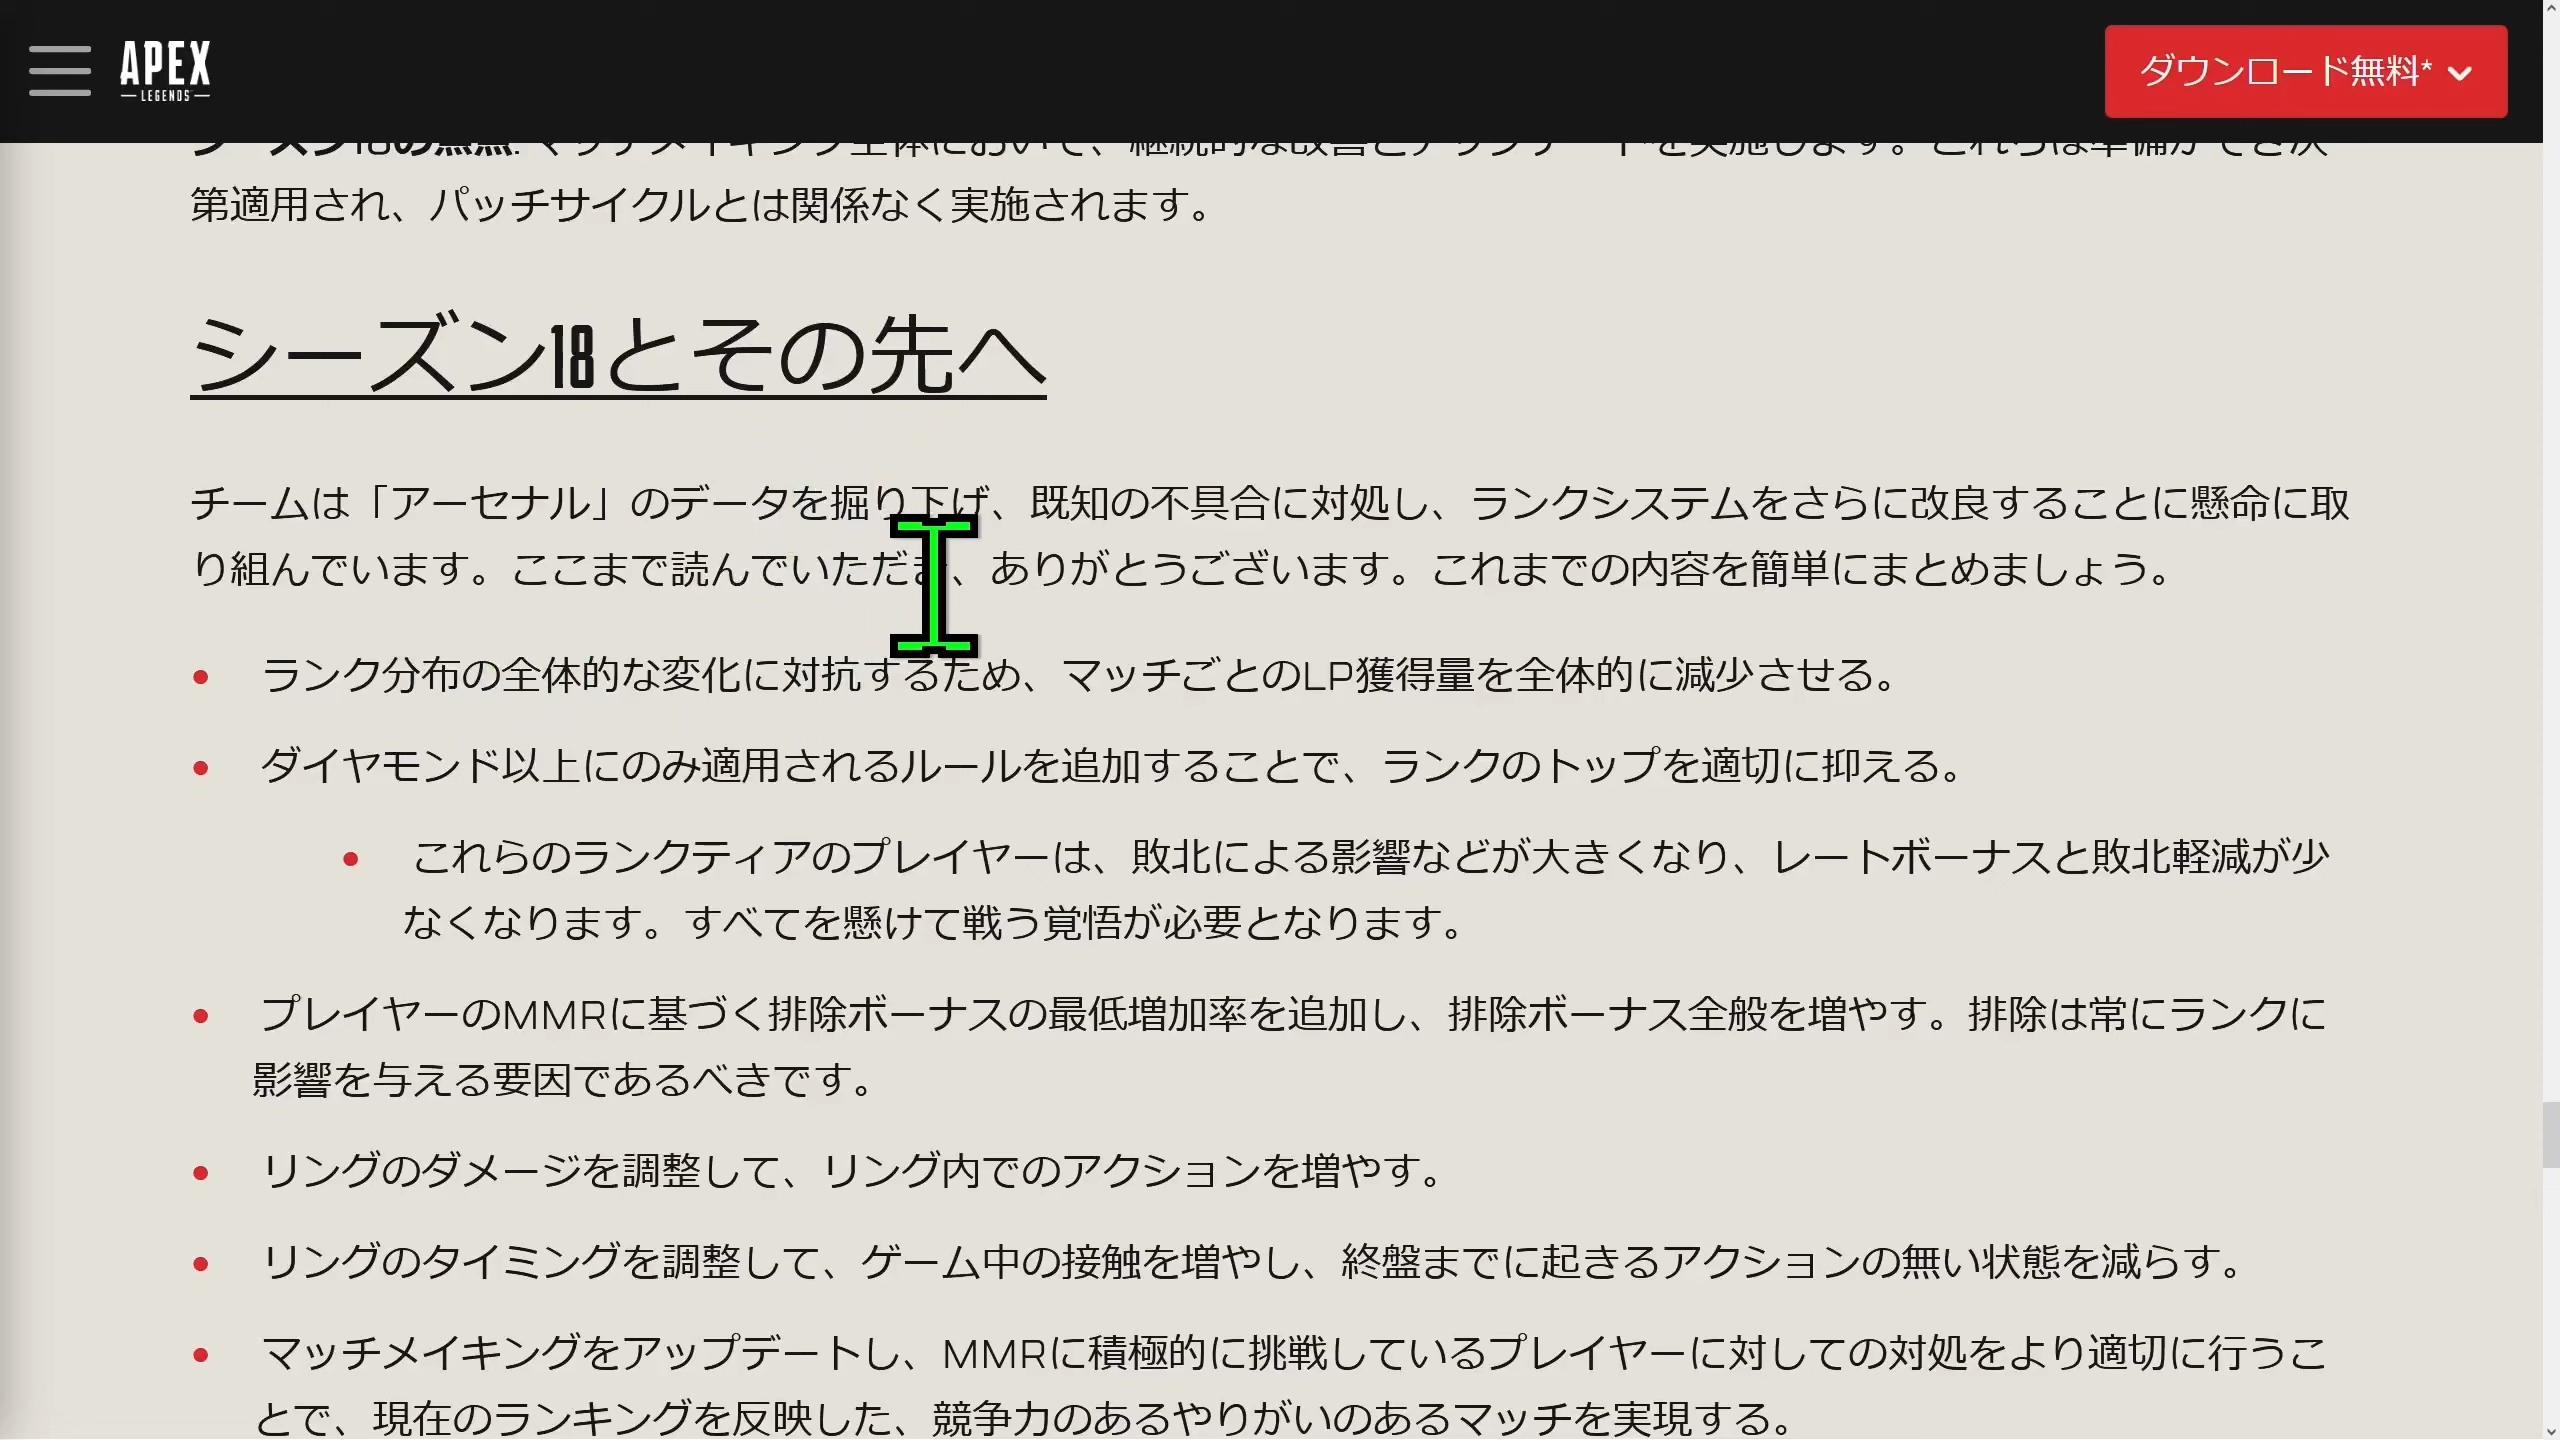 APEX
LEGENDS
ダウンロード無料*
第適用され、パッチサイクルとは関係なく実施されます。
シーズン18とその先へ
チームは「アーセナル」のデータを掘り下げ、既知の不具合に対処し、ランクシステムをさらに改良することに懸命に取
り組んでいます。ここまで読んでいただき、ありがとうございます。これまでの内容を簡単にまとめましょう。
ランク分布の全体的な変化に対抗するため、マッチごとのLP獲得量を全体的に減少させる。
ダイヤモンド以上にのみ適用されるルールを追加することで、ランクのトップを適切に抑える。
これらのランクティアのプレイヤーは、敗北による影響などが大きくなり、レートボーナスと敗北軽減が少
なくなります。すべてを懸けて戦う覚悟が必要となります。
プレイヤーのMMRに基づく排除ボーナスの最低増加率を追加し、排除ボーナス全般を増やす。排除は常にランクに
影響を与える要因であるべきです。
リングのダメージを調整して、リング内でのアクションを増やす。
リングのタイミングを調整して、ゲーム中の接触を増やし、終盤までに起きるアクションの無い状態を減らす。
マッチメイキングをアップデートし、MMRに積極的に挑戦しているプレイヤーに対しての対処をより適切に行うこ
とで、現在のランキングを反映した、競争力のあるやりがいのあるマッチを実現する。